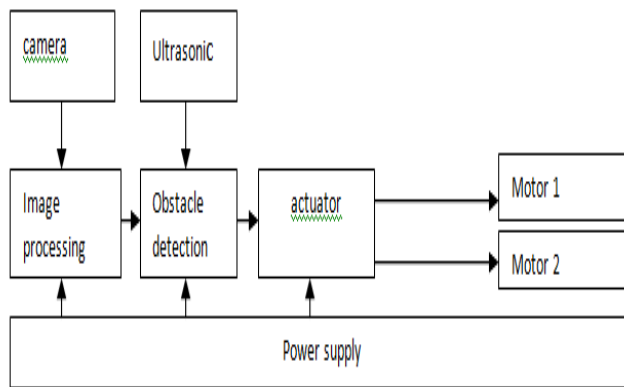 camera
Ultrasonic
Image
processing
Obstacle
detection
actuator
Motor 1
Motor 2
Power supply